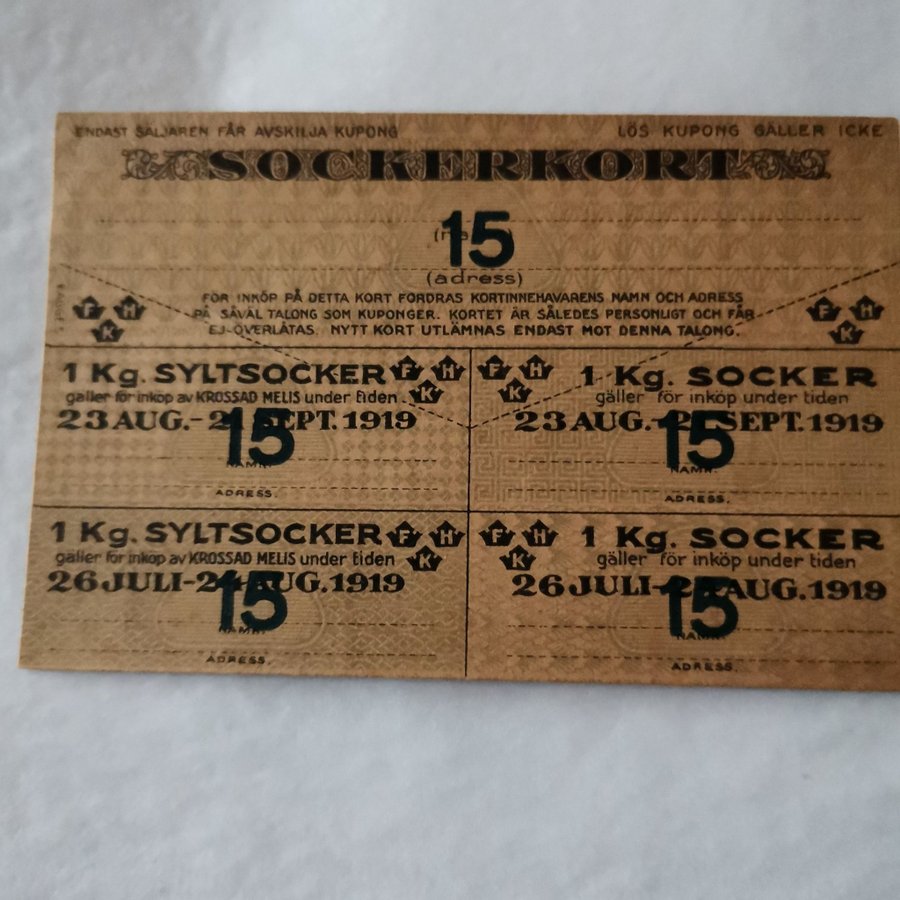 ENDAST SÄLJAREN FÅR AVSKILJA KUPONG
LÖS KUPONG GÄLLER ICKE
SOCKERKORT
15
(adress)
FÖR INKÖP PÅ DETTA KORT FORDRAS KORTINNEHAVARENS NAMN OCH ADRESS
PÅ SÅVÄL TALONG SOM KUPONGER. KORTET ÄR SÅLEDES PERSONLIGT OCH FÅR
EJ ÖVERLÅTAS. NYTT KORT UTLÄMNAS ENDAST MOT DENNA TALONG.
F H
K
F H
K
1 Kg. SYLTSOCKER F H
K
gäller för inköp av KROSSAD MELIS under tiden
23 AUG.- SEPT. 1919
15
NAMN.
ADRESS.
F H
K
1 Kg. SOCKER
gäller för inköp under tiden
23 AUG.- SEPT. 1919
15
NAMN.
ADRESS.
1 Kg. SYLTSOCKER F H
K
gäller för inköp av KROSSAD MELIS under tiden
26 JULI- AUG. 1919
15
NAMN.
ADRESS.
F H
K
1 Kg. SOCKER
gäller för inköp under tiden
26 JULI- AUG. 1919
15
NAMN.
ADRESS.